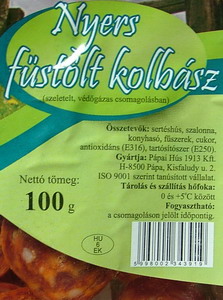 Nyers
füstölt kolbász
(szeletelt, védőgázas csomagolásban)
Összetevők: sertéshús, szalonna,
konyhasó, fűszerek, cukor,
antioxidáns (E316), tartósítószer (E250).
Gyártja: Pápai Hús 1913 Kft.
H-8500 Pápa, Kisfaludy u. 2.
ISO 9001 szerint tanúsított vállalat.
Tárolás és szállítás hőfoka:
0 és +5°C között
Fogyasztható:
a csomagoláson jelölt időpontig.
Nettó tömeg:
100 g
HU
6
EK
5998002343919